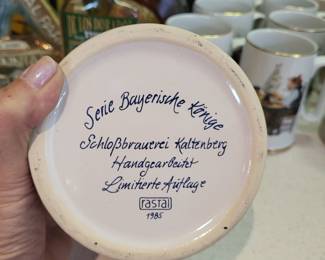 Serie Bayerische Könige
Schloßbrauerei Kaltenberg
Handgearbeitet
Limitierte Auflage
rastal
1985